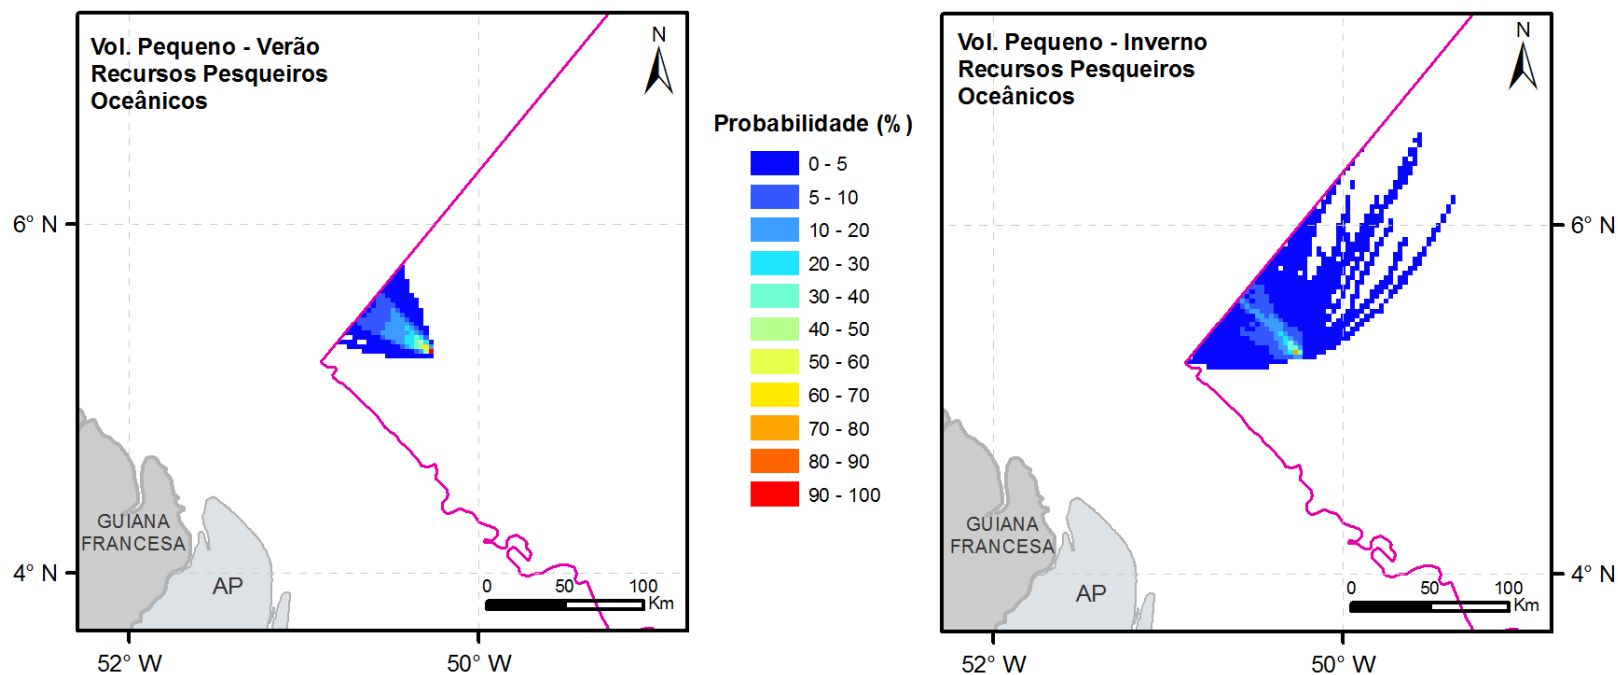 Vol. Pequeno - Verão
Recursos Pesqueiros
Oceânicos
N
6° N
4° N
GUIANA
FRANCESA
AP
0 50 100
Km
52° W
50° W
Probabilidade (%)
0 - 5
5 - 10
10 - 20
20 - 30
30 - 40
40 - 50
50 - 60
60 - 70
70 - 80
80 - 90
90 - 100
Vol. Pequeno - Inverno
Recursos Pesqueiros
Oceânicos
N
6° N
4° N
GUIANA
FRANCESA
AP
0 50 100
Km
52° W
50° W